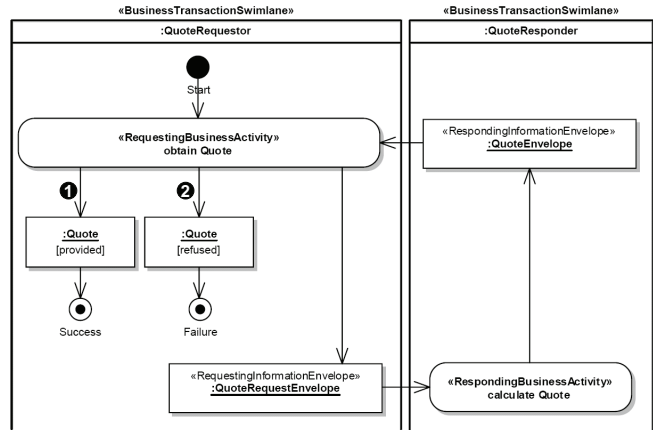 «BusinessTransactionSwimlane»
:QuoteRequestor
Start
«RequestingBusinessActivity»
obtain Quote
1
2
:Quote
[provided]
:Quote
[refused]
Success
Failure
«RequestingInformationEnvelope»
:QuoteRequestEnvelope
«BusinessTransactionSwimlane»
:QuoteResponder
«RespondingInformationEnvelope»
:QuoteEnvelope
«RespondingBusinessActivity»
calculate Quote